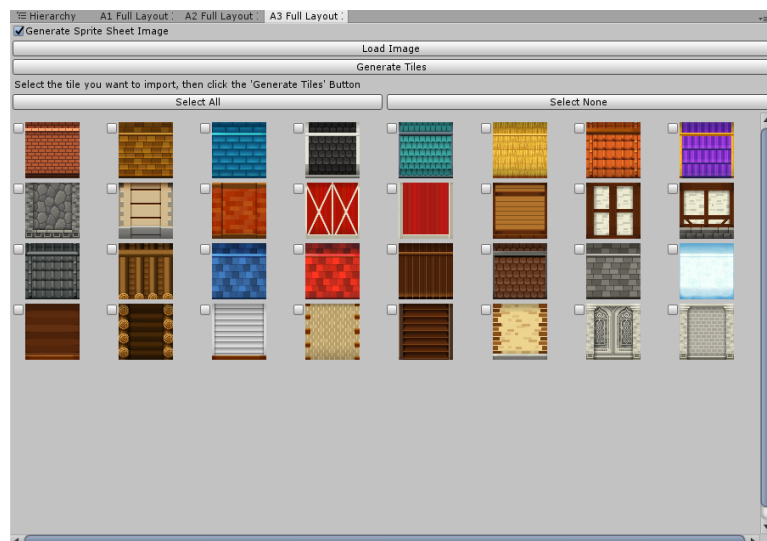 Hierarchy A1 Full Layout A2 Full Layout A3 Full Layout
Generate Sprite Sheet Image
Load Image
Generate Tiles
Select the tile you want to import, then click the 'Generate Tiles' Button
Select All Select None